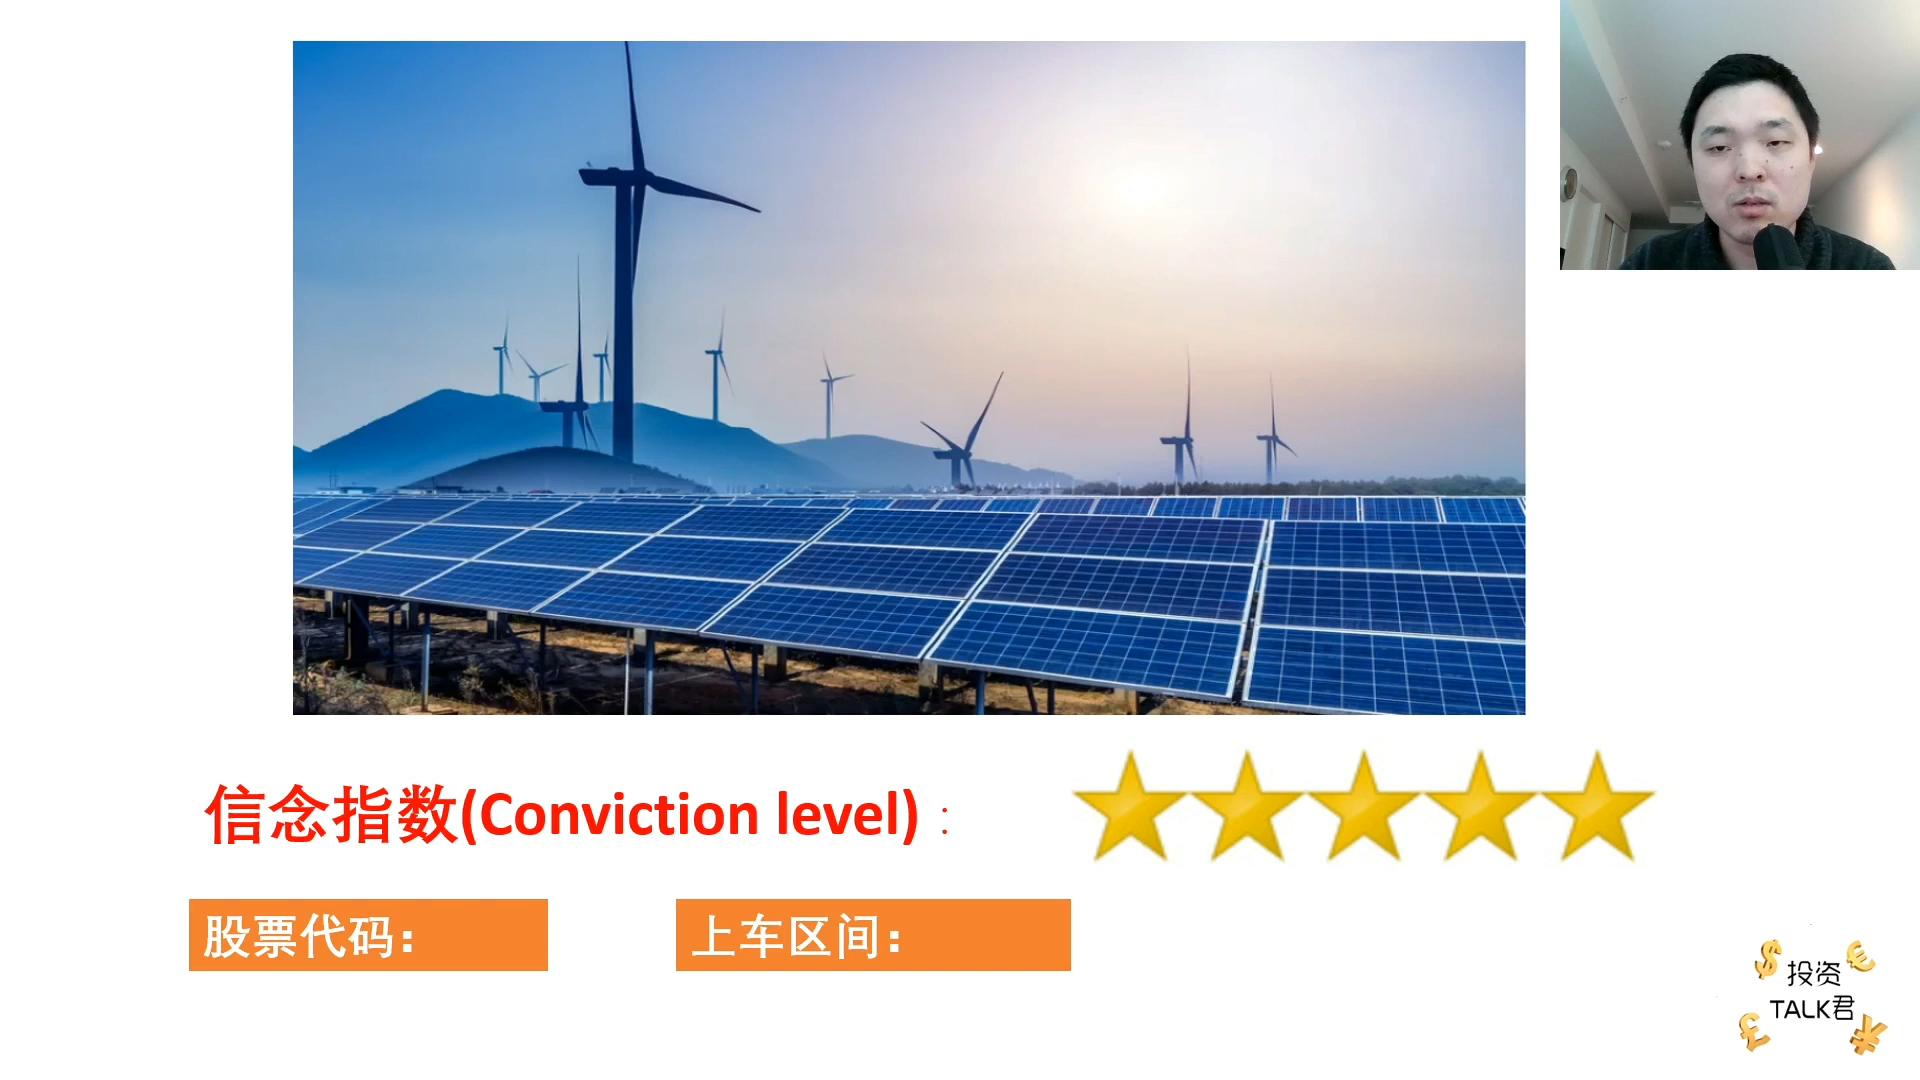 信念指数(Conviction level)：
股票代码：
上车区间：
$ 投资 €
TALK君
£ ¥